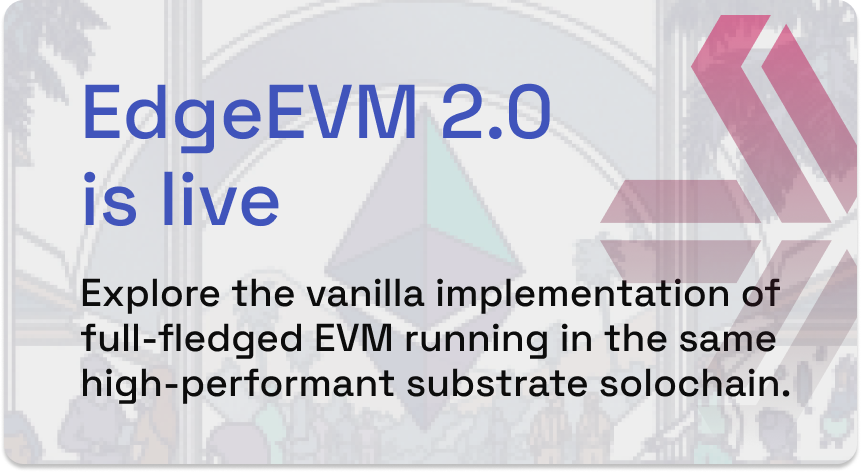 EdgeEVM 2.0
is live
Explore the vanilla implementation of
full-fledged EVM running in the same
high-performant substrate solochain.